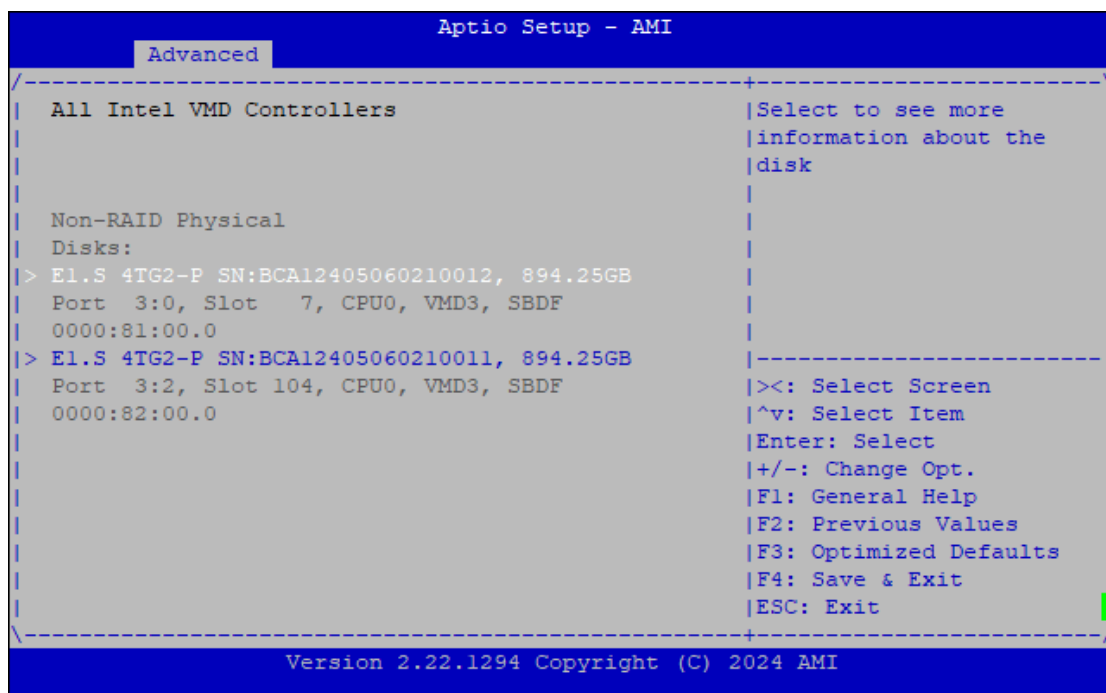 Aptio Setup - AMI
Advanced
All Intel VMD Controllers
Select to see more
information about the
disk
Non-RAID Physical
Disks:
> E1.S 4TG2-P SN:BCA12405060210012, 894.25GB
Port 3:0, Slot 7, CPU0, VMD3, SBDF
0000:81:00.0
> E1.S 4TG2-P SN:BCA12405060210011, 894.25GB
Port 3:2, Slot 104, CPU0, VMD3, SBDF
0000:82:00.0
><: Select Screen
^v: Select Item
Enter: Select
+/-: Change Opt.
F1: General Help
F2: Previous Values
F3: Optimized Defaults
F4: Save & Exit
ESC: Exit
Version 2.22.1294 Copyright (C) 2024 AMI